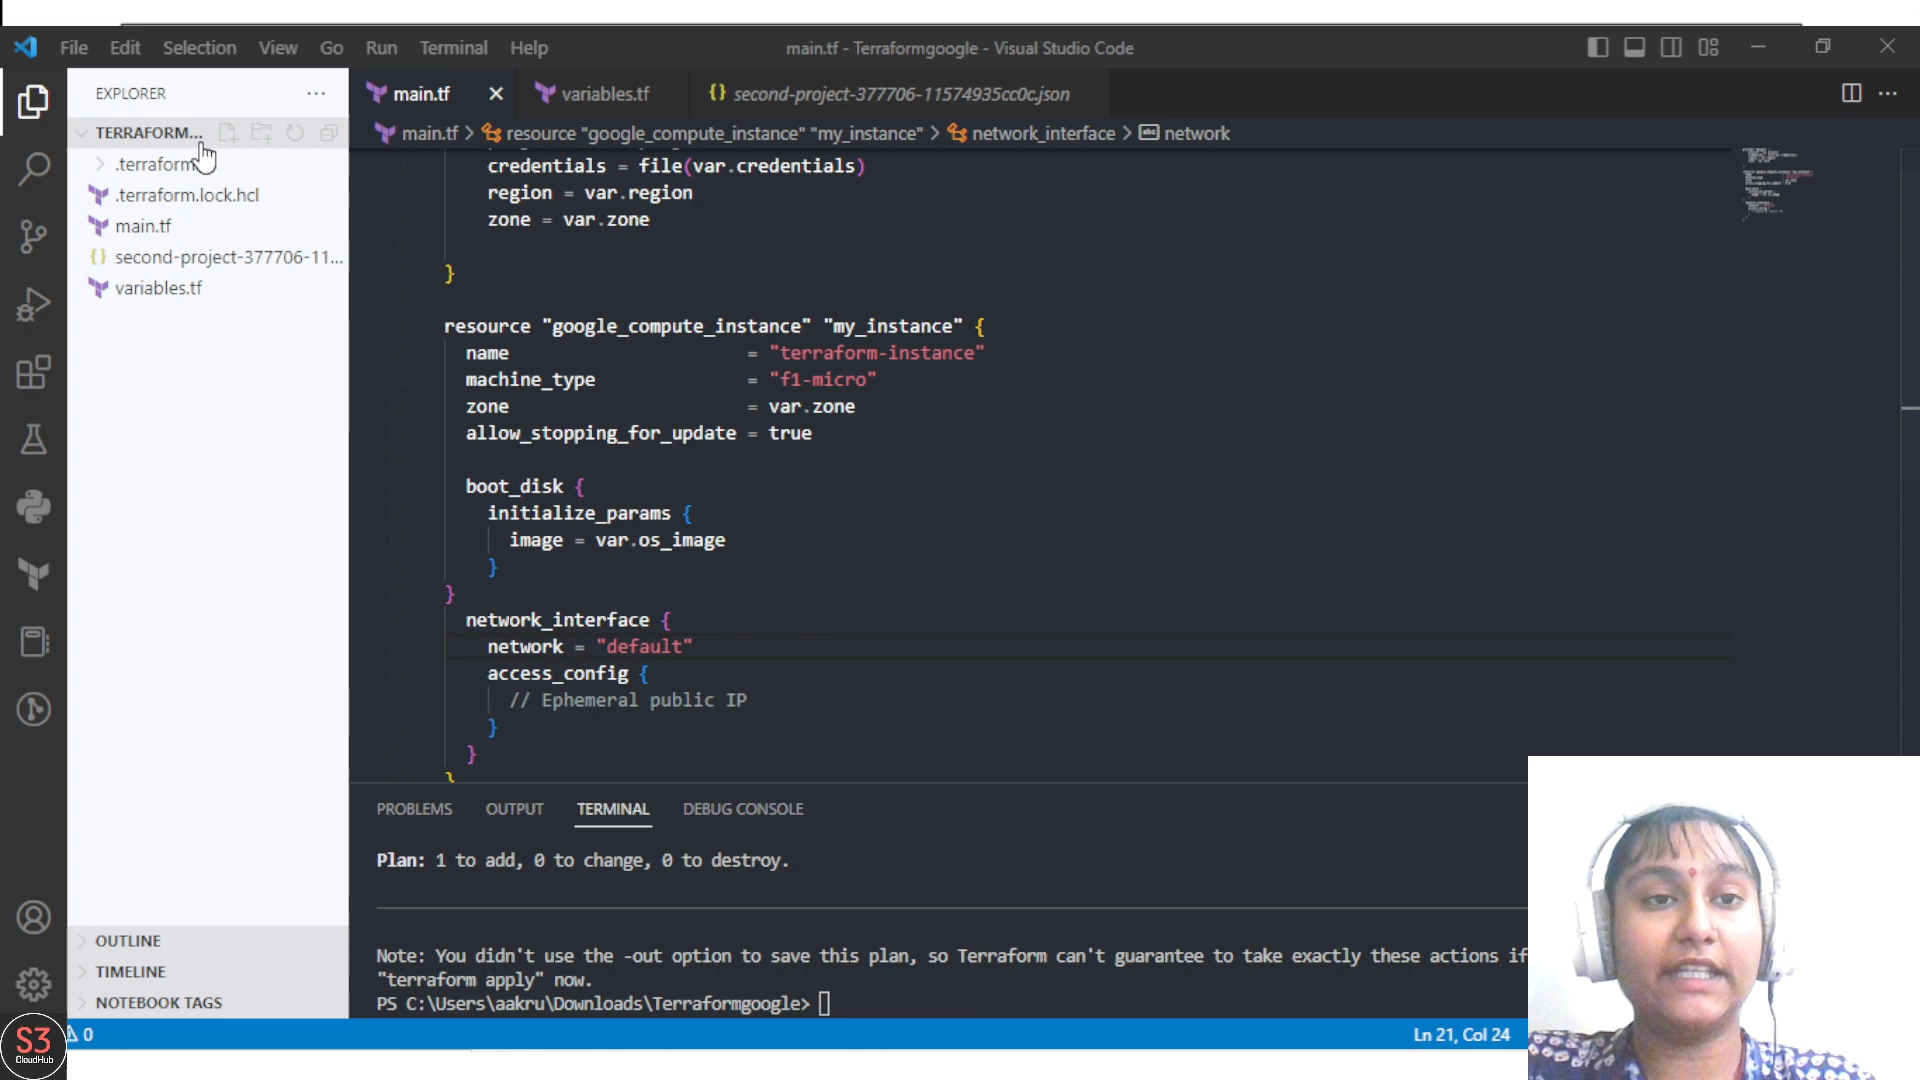 File Edit Selection View Go Run Terminal Help
main.tf - Terraformgoogle - Visual Studio Code
EXPLORER
TERRAFORM...
.terraform
.terraform.lock.hcl
main.tf
second-project-377706-11...
variables.tf
OUTLINE
TIMELINE
NOTEBOOK TAGS
main.tf variables.tf {} second-project-377706-11574935cc0c.json
main.tf > resource "google_compute_instance" "my_instance" > network_interface > network
credentials = file(var.credentials)
region = var.region
zone = var.zone
}
resource "google_compute_instance" "my_instance" {
name = "terraform-instance"
machine_type = "f1-micro"
zone = var.zone
allow_stopping_for_update = true
boot_disk {
initialize_params {
image = var.os_image
}
}
network_interface {
network = "default"
access_config {
// Ephemeral public IP
}
}
}
PROBLEMS OUTPUT TERMINAL DEBUG CONSOLE
Plan: 1 to add, 0 to change, 0 to destroy.
Note: You didn't use the -out option to save this plan, so Terraform can't guarantee to take exactly these actions if
"terraform apply" now.
PS C:\Users\aakru\Downloads\Terraformgoogle>
0
Ln 21, Col 24
S3
CloudHub